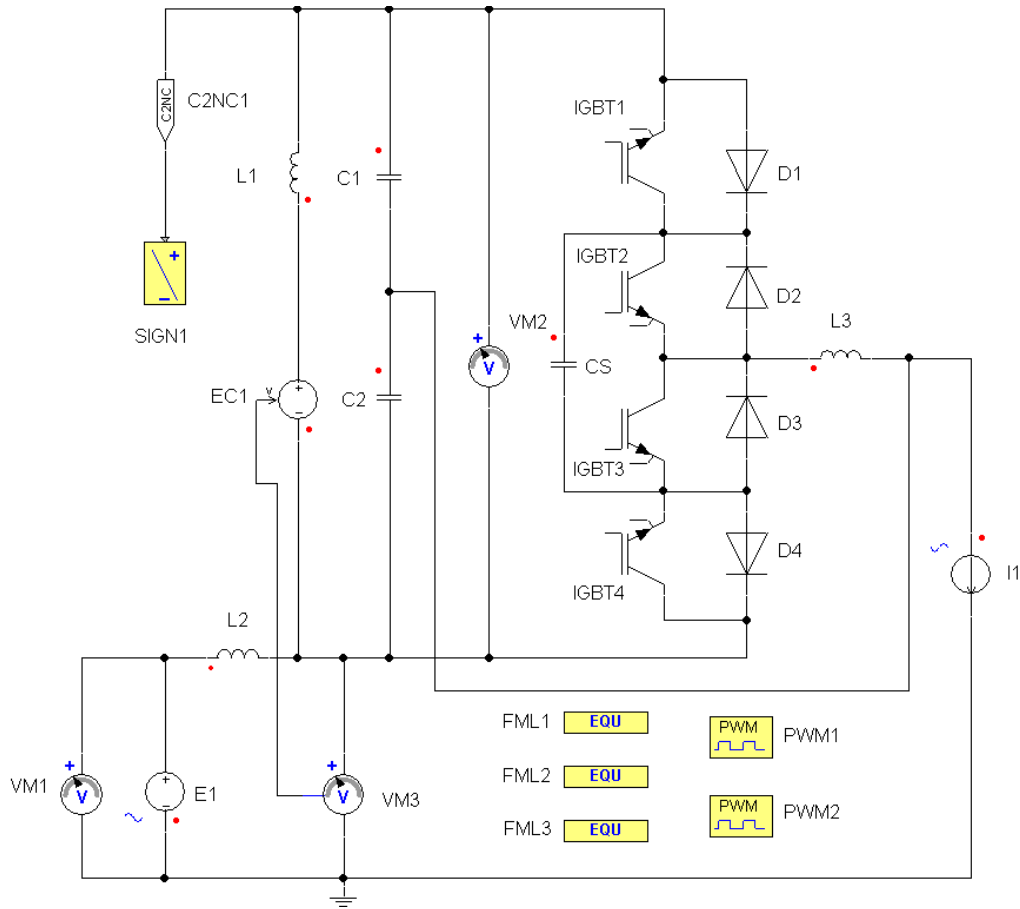 C2NC
C2NC1
IGBT1
L1
C1
D1
+
–
SIGN1
IGBT2
D2
VM2
+
V
CS
L3
EC1
V
+
–
C2
D3
IGBT3
D4
IGBT4
I1
L2
FML1
EQU
PWM
PWM1
FML2
EQU
VM1
+
V
+
–
E1
+
V
VM3
PWM
PWM2
FML3
EQU